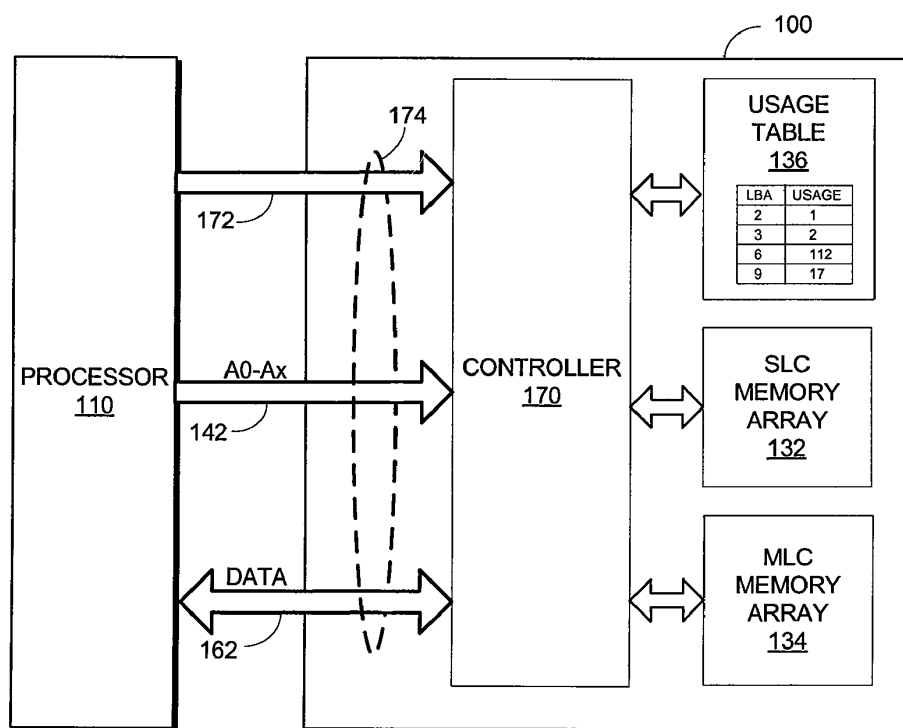 100
174
USAGE
TABLE
136
LBA USAGE
2 1
3 2
6 112
9 17
172
PROCESSOR
110
A0-Ax
142
CONTROLLER
170
SLC
MEMORY
ARRAY
132
DATA
162
MLC
MEMORY
ARRAY
134